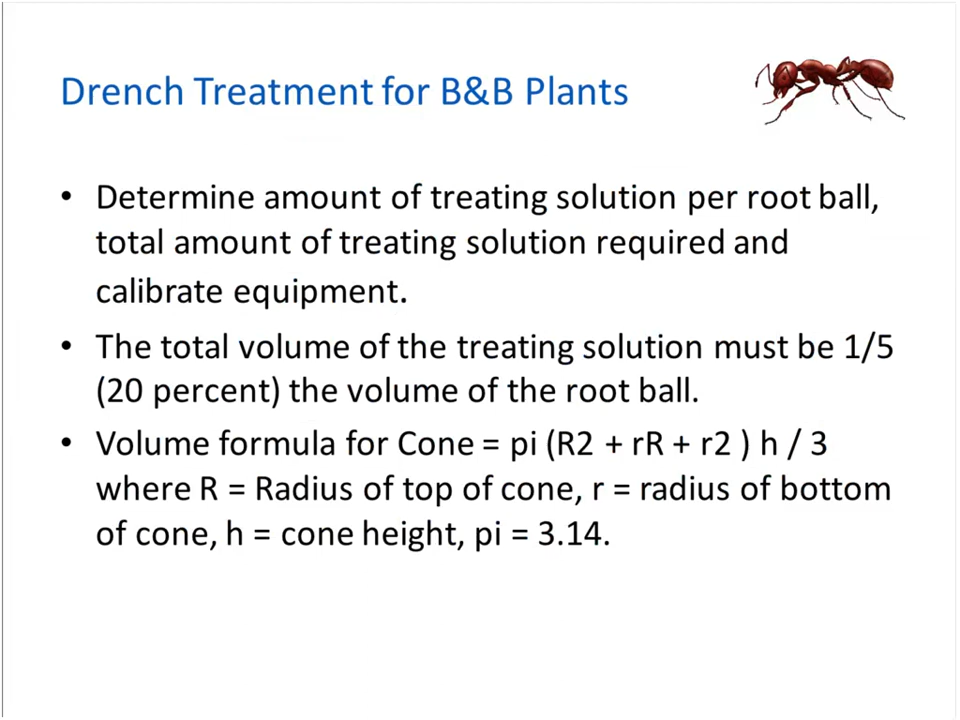 Drench Treatment for B&B Plants
• Determine amount of treating solution per root ball,
total amount of treating solution required and
calibrate equipment.
• The total volume of the treating solution must be 1/5
(20 percent) the volume of the root ball.
• Volume formula for Cone = pi (R2 + rR + r2 ) h / 3
where R = Radius of top of cone, r = radius of bottom
of cone, h = cone height, pi = 3.14.